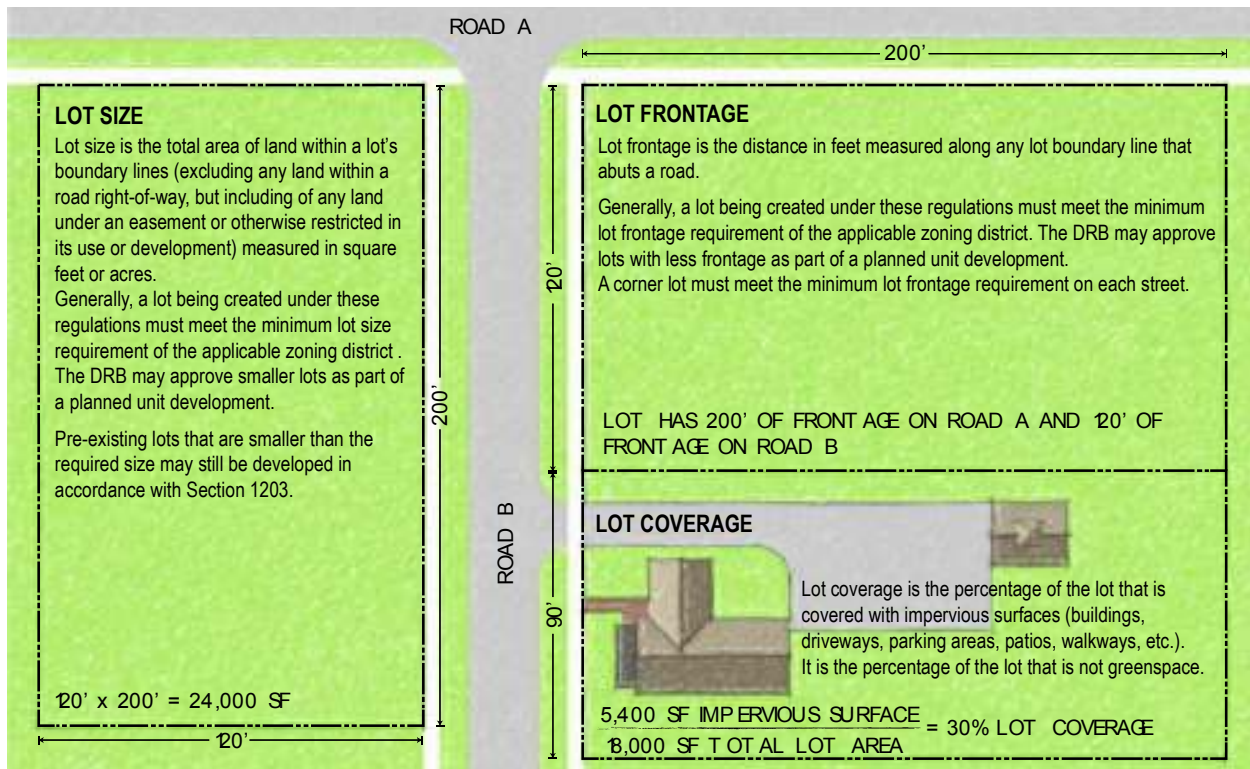 ROAD A
200'
LOT SIZE
Lot size is the total area of land within a lot's
boundary lines (excluding any land within a
road right-of-way, but including of any land
under an easement or otherwise restricted in
its use or development) measured in square
feet or acres.
Generally, a lot being created under these
regulations must meet the minimum lot size
requirement of the applicable zoning district .
The DRB may approve smaller lots as part of
a planned unit development.
Pre-existing lots that are smaller than the
required size may still be developed in
accordance with Section 1203.
120' x 200' = 24,000 SF
120'
200'
ROAD B
120'
90'
LOT FRONTAGE
Lot frontage is the distance in feet measured along any lot boundary line that
abuts a road.
Generally, a lot being created under these regulations must meet the minimum
lot frontage requirement of the applicable zoning district. The DRB may approve
lots with less frontage as part of a planned unit development.
A corner lot must meet the minimum lot frontage requirement on each street.
LOT HAS 200' OF FRONTAGE ON ROAD A AND 120' OF
FRONTAGE ON ROAD B
LOT COVERAGE
Lot coverage is the percentage of the lot that is
covered with impervious surfaces (buildings,
driveways, parking areas, patios, walkways, etc.).
It is the percentage of the lot that is not greenspace.
5,400 SF IMPERVIOUS SURFACE
18,000 SF TOTAL LOT AREA
= 30% LOT COVERAGE